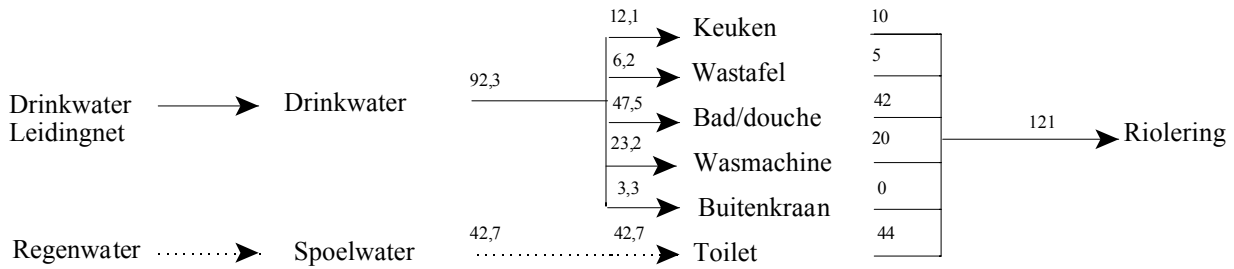 12,1 Keuken 10
6,2 Wastafel 5
92,3
Drinkwater Leidingnet
Drinkwater
47,5 Bad/douche 42
121 Riolering
23,2 Wasmachine 20
3,3 Buitenkraan 0
Regenwater Spoelwater 42,7 42,7 Toilet 44